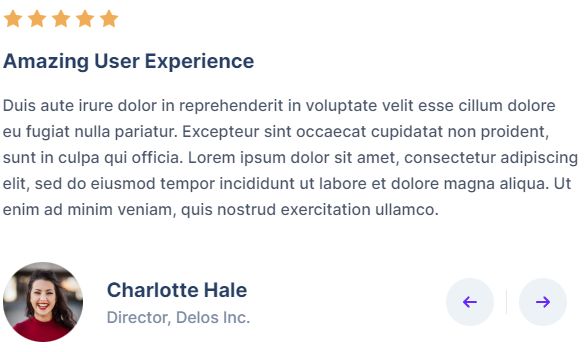 Amazing User Experience
Duis aute irure dolor in reprehenderit in voluptate velit esse cillum dolore
eu fugiat nulla pariatur. Excepteur sint occaecat cupidatat non proident,
sunt in culpa qui officia. Lorem ipsum dolor sit amet, consectetur adipiscing
elit, sed do eiusmod tempor incididunt ut labore et dolore magna aliqua. Ut
enim ad minim veniam, quis nostrud exercitation ullamco.
Charlotte Hale
Director, Delos Inc.